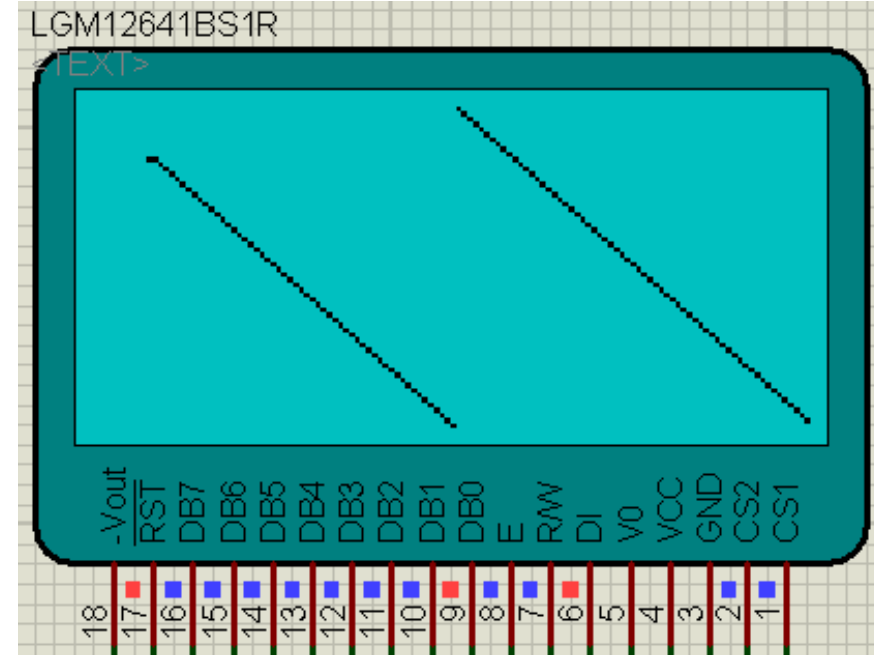 LGM12641BS1R
<TEXT>
-Vout
RST
DB7
DB6
DB5
DB4
DB3
DB2
DB1
DB0
E
R/W
DI
V0
VCC
GND
CS2
CS1
18
17
16
15
14
13
12
11
10
9
8
7
6
5
4
3
2
1